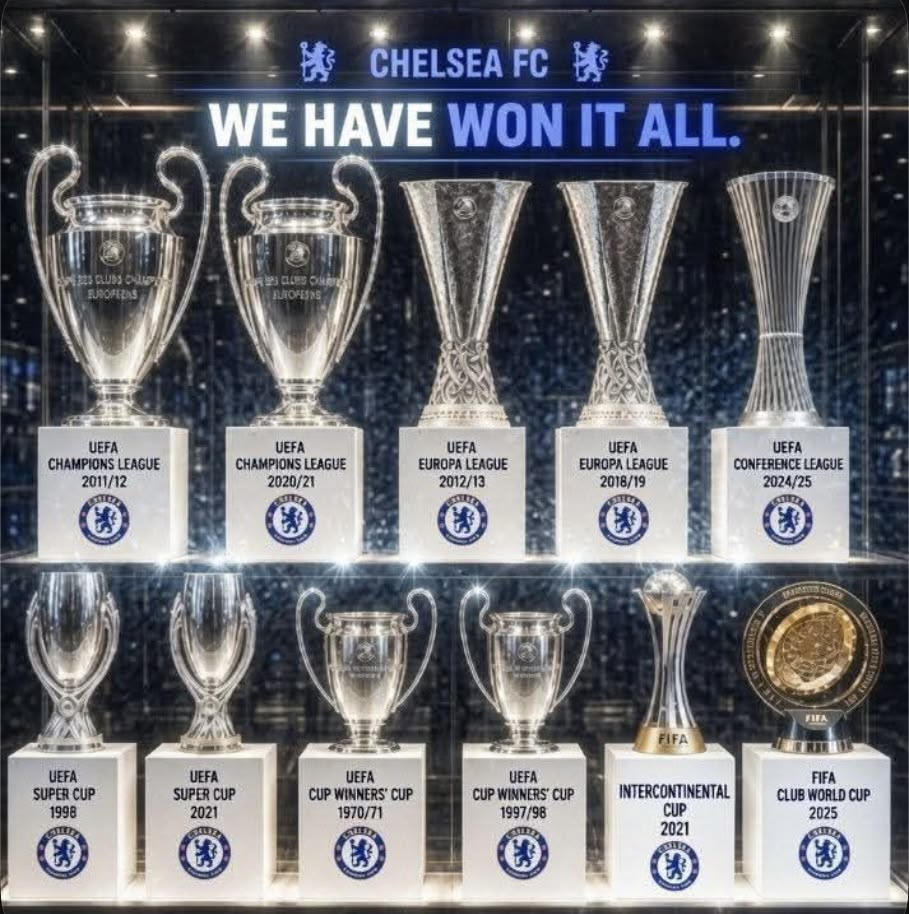 CHELSEA FC
WE HAVE WON IT ALL.
UEFA
CHAMPIONS LEAGUE
2011/12
UEFA
CHAMPIONS LEAGUE
2020/21
UEFA
EUROPA LEAGUE
2012/13
UEFA
EUROPA LEAGUE
2018/19
UEFA
CONFERENCE LEAGUE
2024/25
FIFA
FIFA
UEFA
SUPER CUP
1998
UEFA
SUPER CUP
2021
UEFA
CUP WINNERS' CUP
1970/71
UEFA
CUP WINNERS' CUP
1997/98
INTERCONTINENTAL
CUP
2021
FIFA
CLUB WORLD CUP
2025